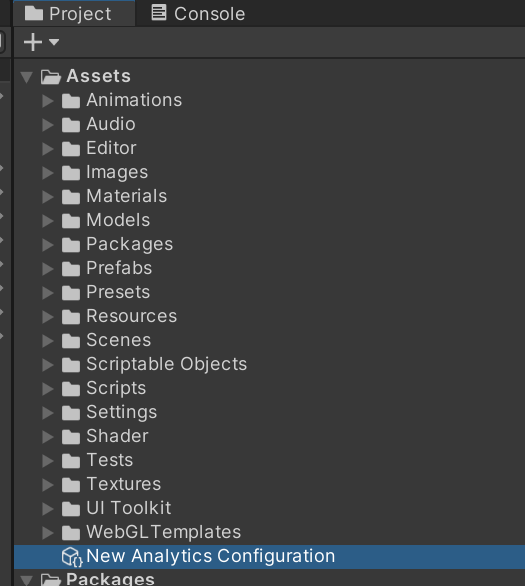 Project Console
Assets
Animations
Audio
Editor
Images
Materials
Models
Packages
Prefabs
Presets
Resources
Scenes
Scriptable Objects
Scripts
Settings
Shader
Tests
Textures
UI Toolkit
WebGLTemplates
New Analytics Configuration
Packages